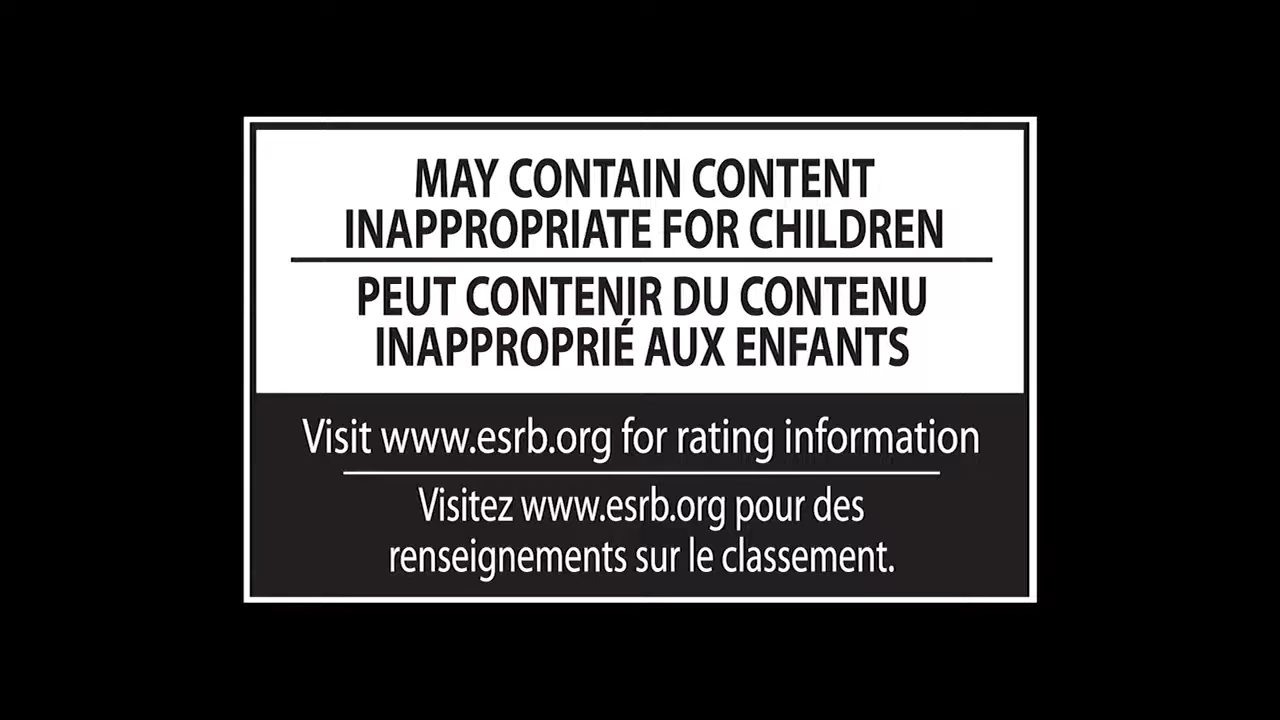 MAY CONTAIN CONTENT
INAPPROPRIATE FOR CHILDREN
PEUT CONTENIR DU CONTENU
INAPPROPRIÉ AUX ENFANTS
Visit www.esrb.org for rating information
Visitez www.esrb.org pour des
renseignements sur le classement.